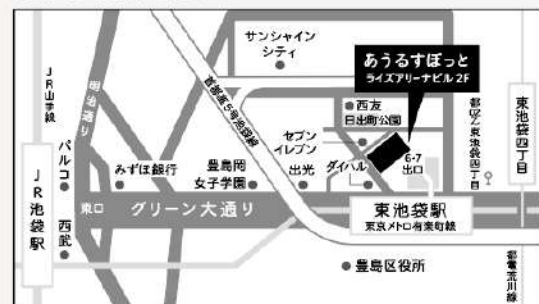 サンシャイン
シティ
あうるすぽっと
ライズアリーナビル 2F
JR山手線
明治通り
首都高5号池袋線
西友
日出町公園
都電 東池袋四丁目
東池袋四丁目
セブン
イレブン
パルコ
みずほ銀行
豊島岡
女子学園
出光
ダイハル
6・7
出口
JR池袋駅
東口
グリーン大通り
東池袋駅
東京メトロ有楽町線
西武
豊島区役所
都電荒川線